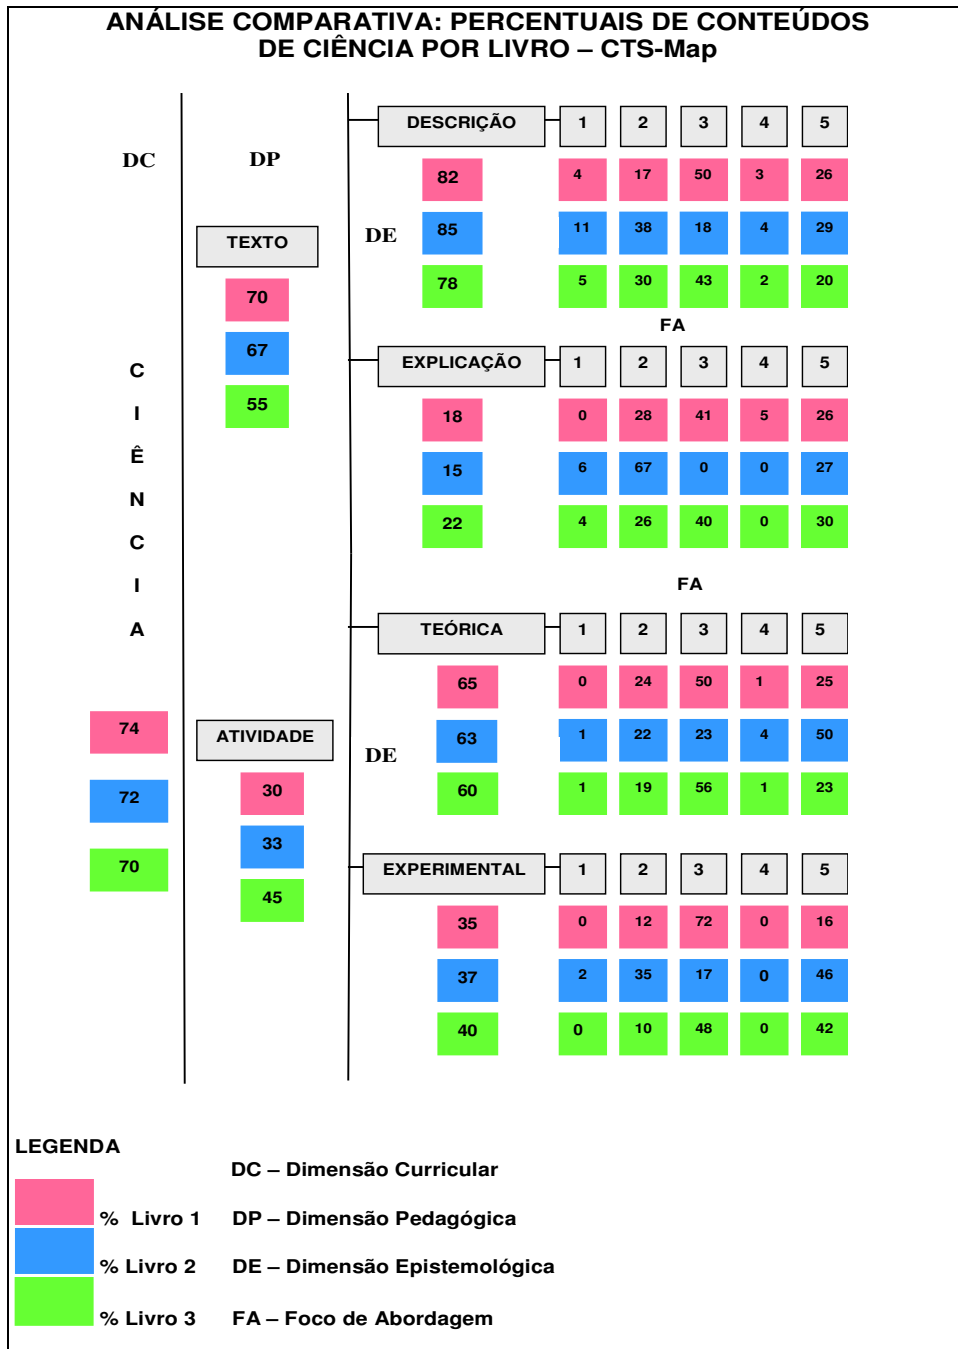 ANÁLISE COMPARATIVA: PERCENTUAIS DE CONTEÚDOS
DE CIÊNCIA POR LIVRO – CTS-Map
DC
DP
DESCRIÇÃO 1 2 3 4 5
82 4 17 50 3 26
DE
85 11 38 18 4 29
78 5 30 43 2 20
TEXTO
70
67
55
FA
EXPLICAÇÃO 1 2 3 4 5
18 0 28 41 5 26
15 6 67 0 0 27
22 4 26 40 0 30
C
I
Ê
N
C
I
A
74
72
70
FA
TEÓRICA 1 2 3 4 5
65 0 24 50 1 25
DE
63 1 22 23 4 50
60 1 19 56 1 23
ATIVIDADE
30
33
45
EXPERIMENTAL 1 2 3 4 5
35 0 12 72 0 16
37 2 35 17 0 46
40 0 10 48 0 42
LEGENDA
DC – Dimensão Curricular
% Livro 1 DP – Dimensão Pedagógica
% Livro 2 DE – Dimensão Epistemológica
% Livro 3 FA – Foco de Abordagem